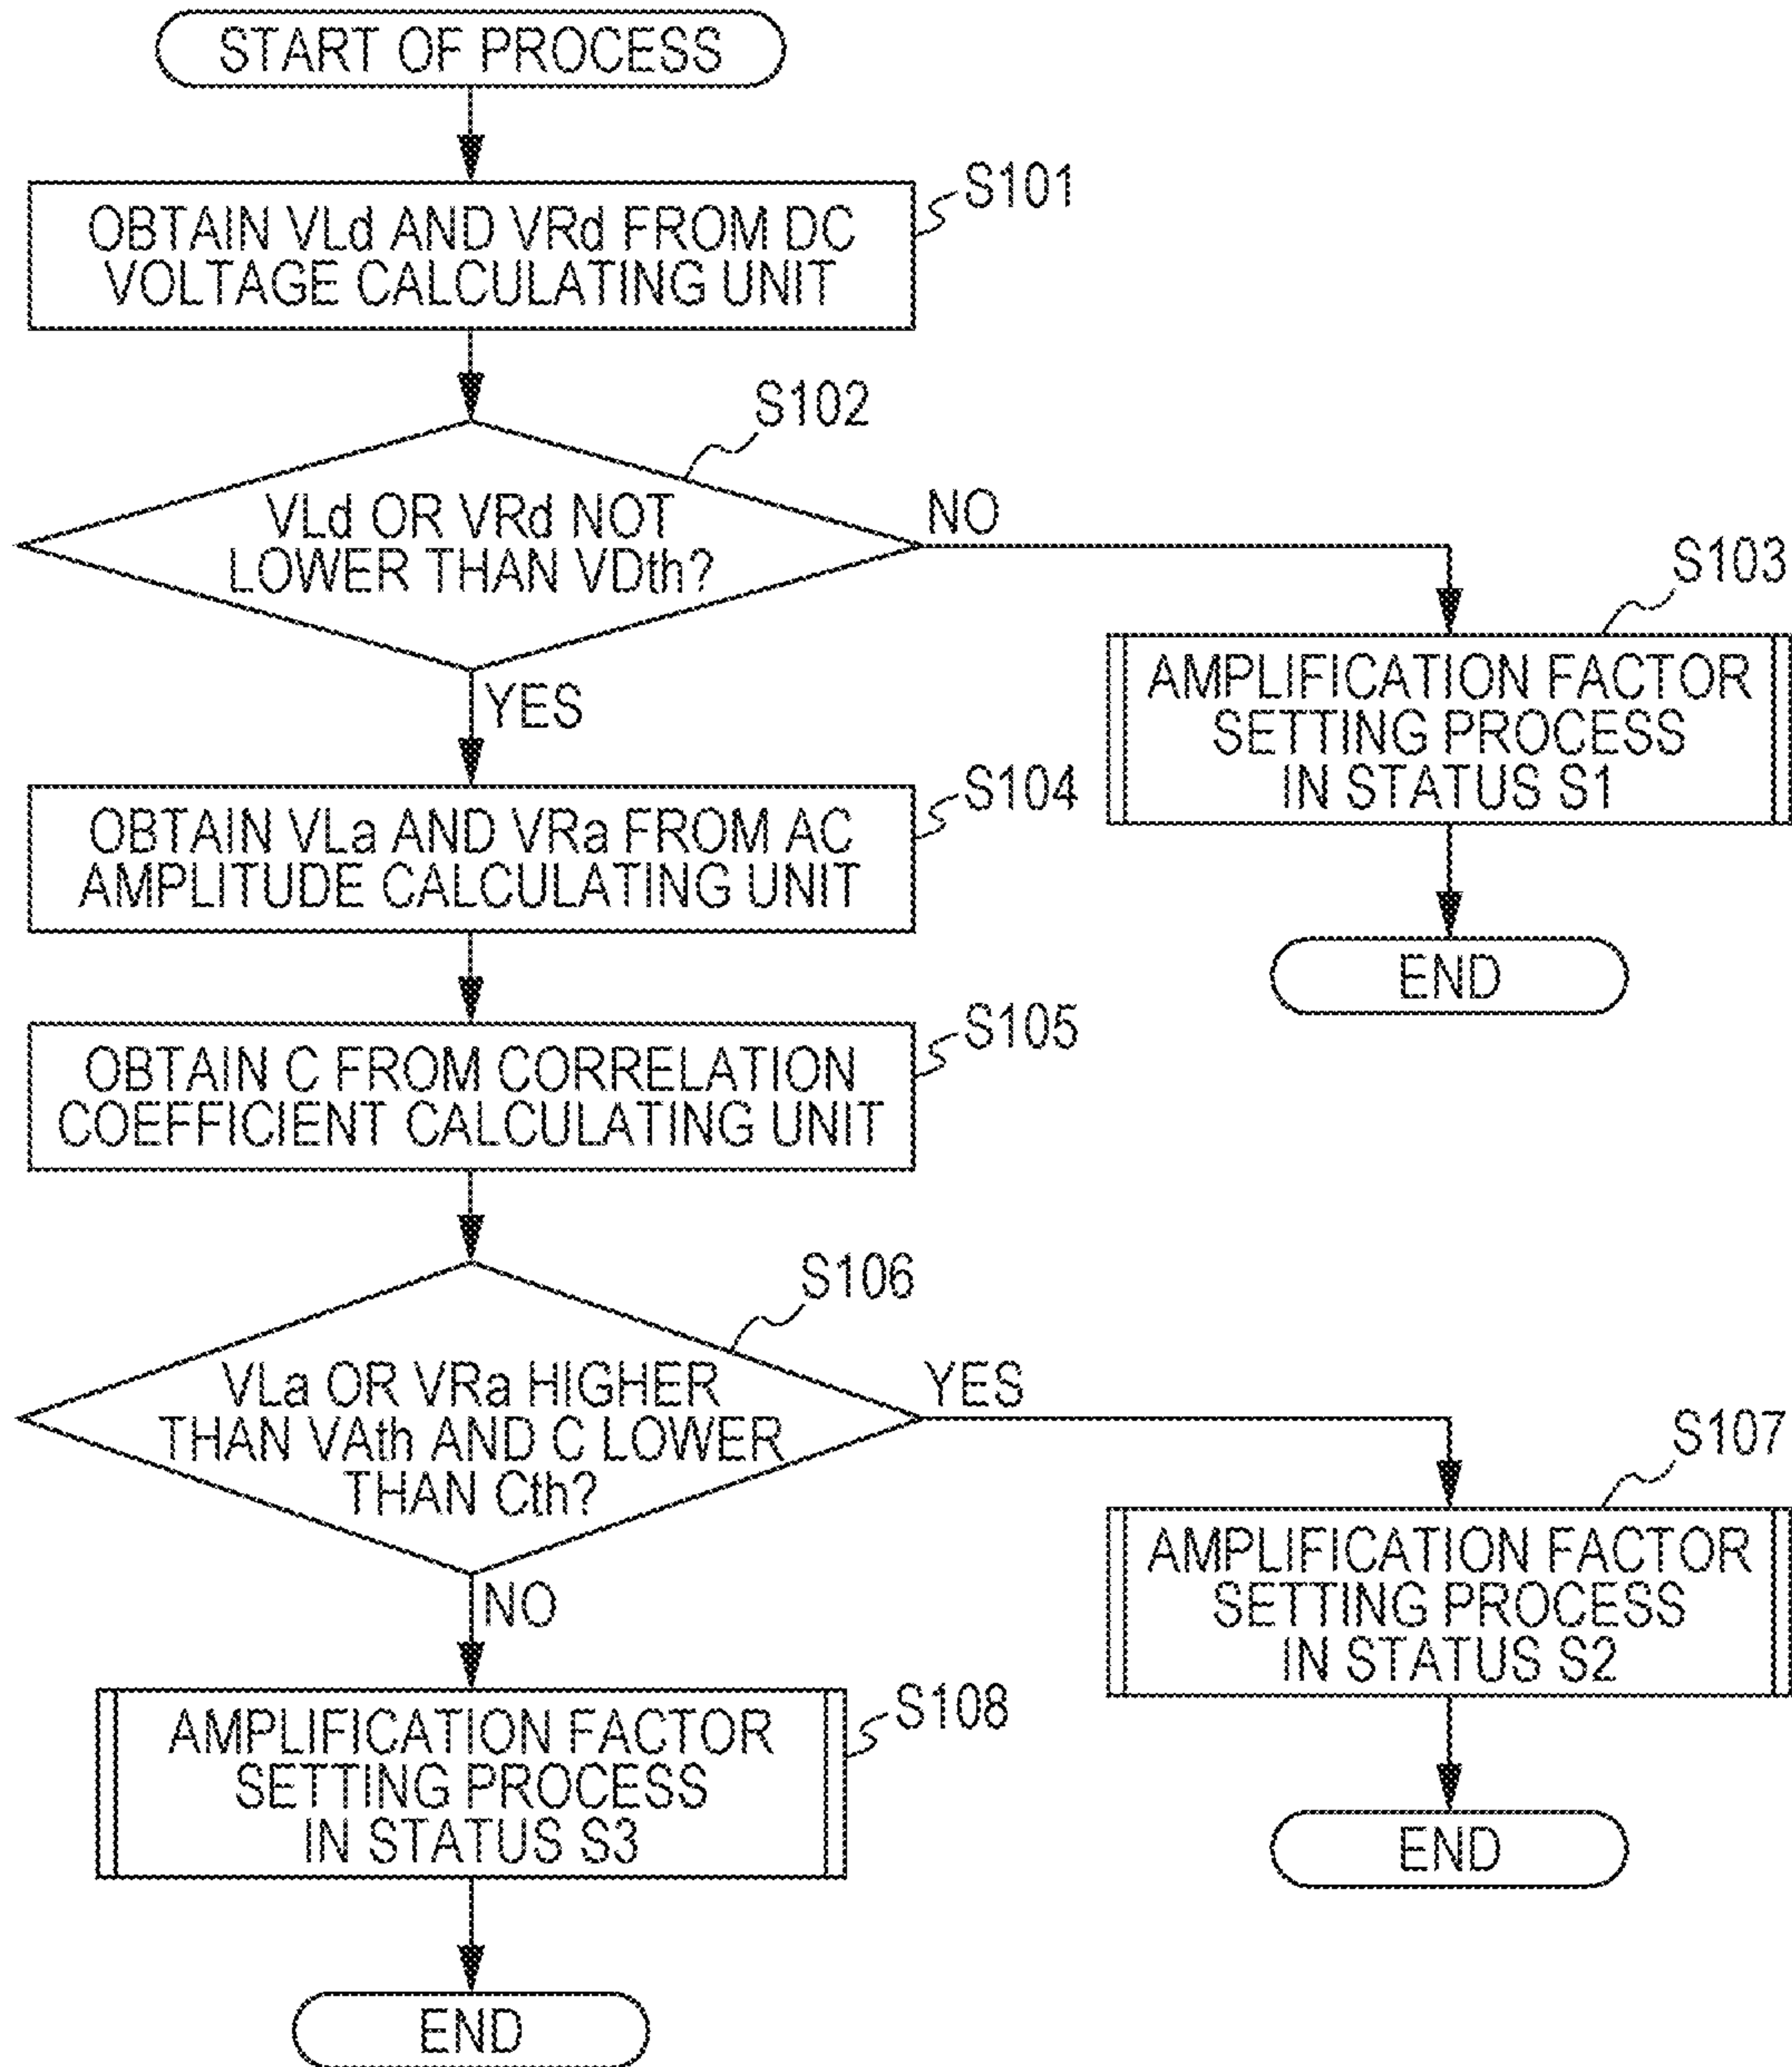 START OF PROCESS
S101
OBTAIN VLd AND VRd FROM DC
VOLTAGE CALCULATING UNIT
S102
VLd OR VRd NOT
LOWER THAN VDth?
NO
YES
S103
AMPLIFICATION FACTOR
SETTING PROCESS
IN STATUS S1
END
S104
OBTAIN VLa AND VRa FROM AC
AMPLITUDE CALCULATING UNIT
S105
OBTAIN C FROM CORRELATION
COEFFICIENT CALCULATING UNIT
S106
VLa OR VRa HIGHER
THAN VAth AND C LOWER
THAN Cth?
YES
NO
S107
AMPLIFICATION FACTOR
SETTING PROCESS
IN STATUS S2
END
S108
AMPLIFICATION FACTOR
SETTING PROCESS
IN STATUS S3
END